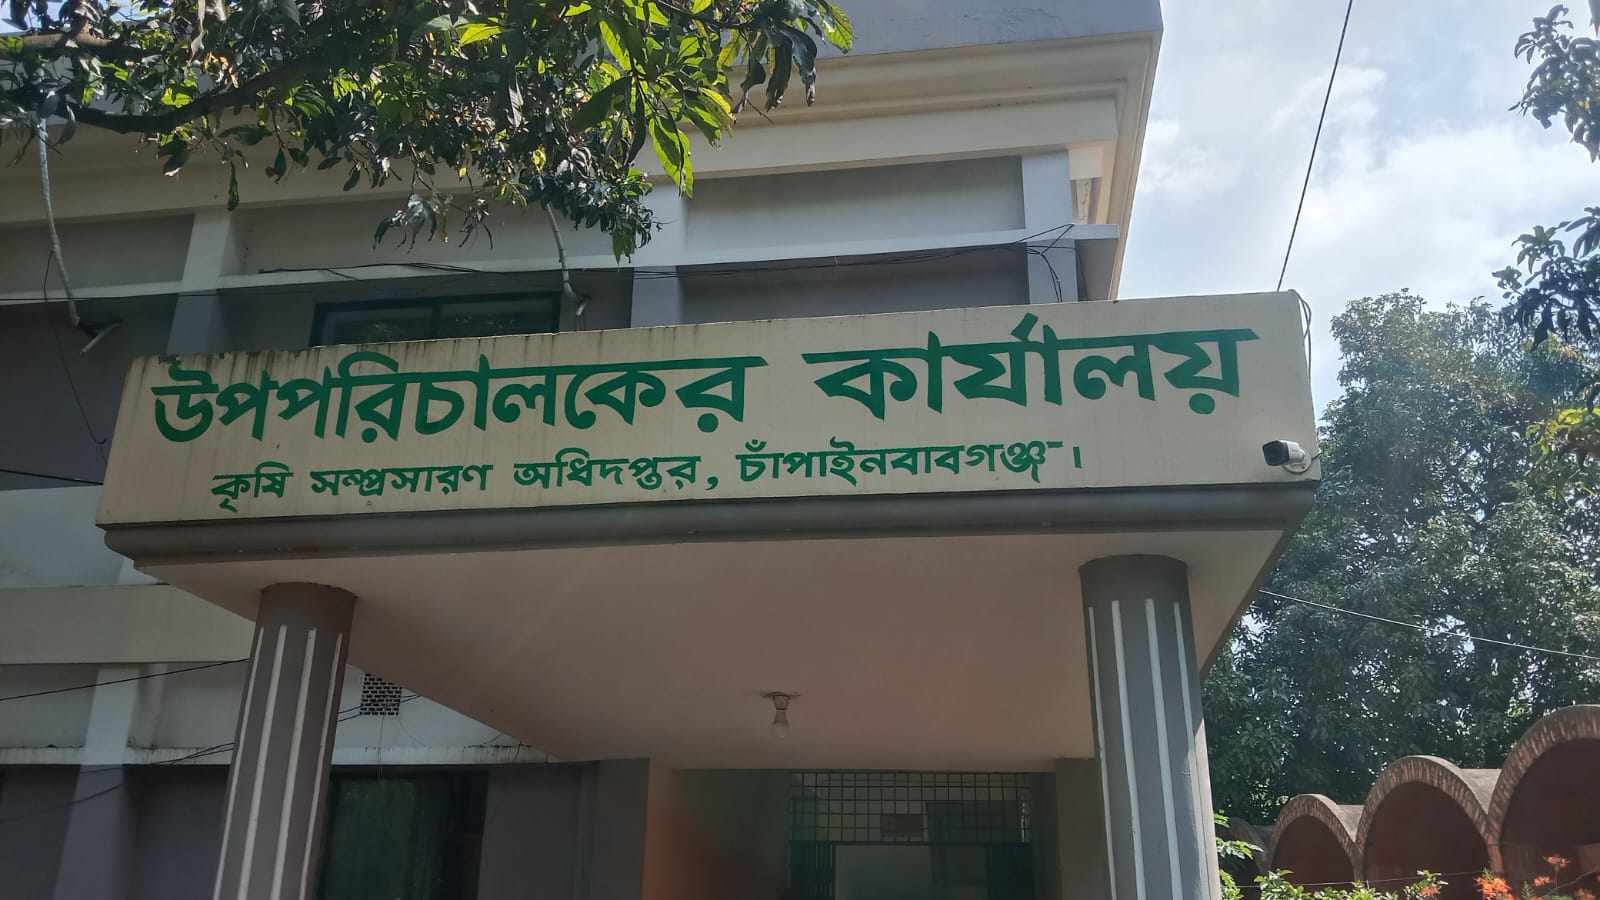 উপপরিচালকের কার্যালয়
কৃষি সম্প্রসারণ অধিদপ্তর, চাঁপাইনবাবগঞ্জ।